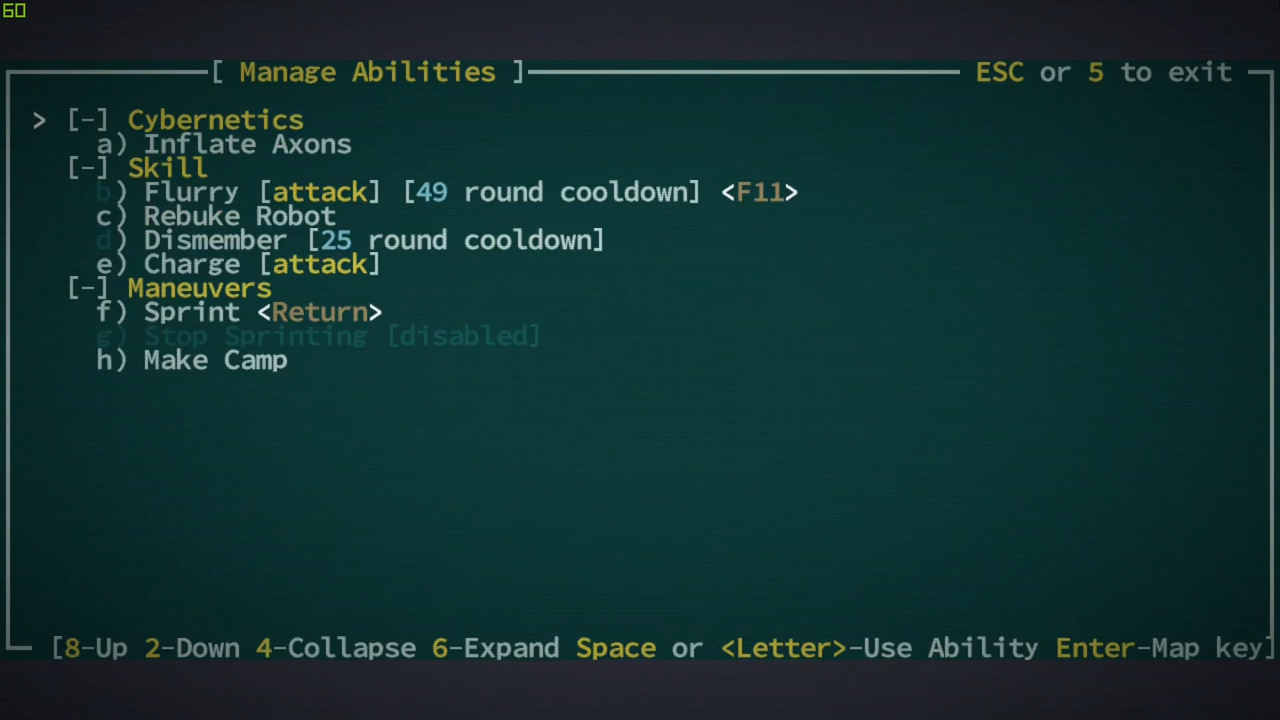 60
[ Manage Abilities ] ESC or 5 to exit
> [-] Cybernetics
a) Inflate Axons
[-] Skill
b) Flurry [attack] [49 round cooldown] <F11>
c) Rebuke Robot
d) Dismember [25 round cooldown]
e) Charge [attack]
[-] Maneuvers
f) Sprint <Return>
g) Stop Sprinting [disabled]
h) Make Camp
[8-Up 2-Down 4-Collapse 6-Expand Space or <Letter>-Use Ability Enter-Map key]